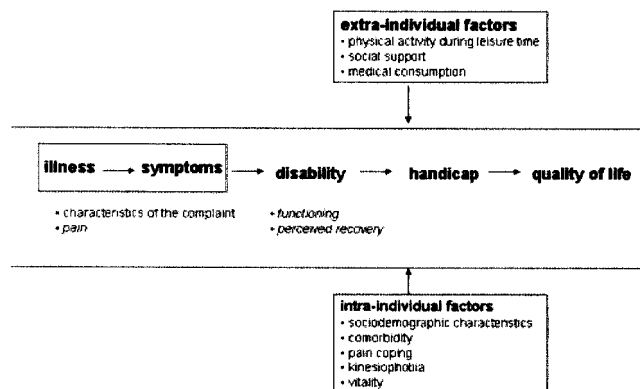 extra-individual factors
• physical activity during leisure time
• social support
• medical consumption
illness symptoms disability handicap quality of life
• characteristics of the complaint
• pain
• functioning
• perceived recovery
intra-individual factors
• sociodemographic characteristics
• comorbidity
• pain coping
• kinesiophobia
• vitality